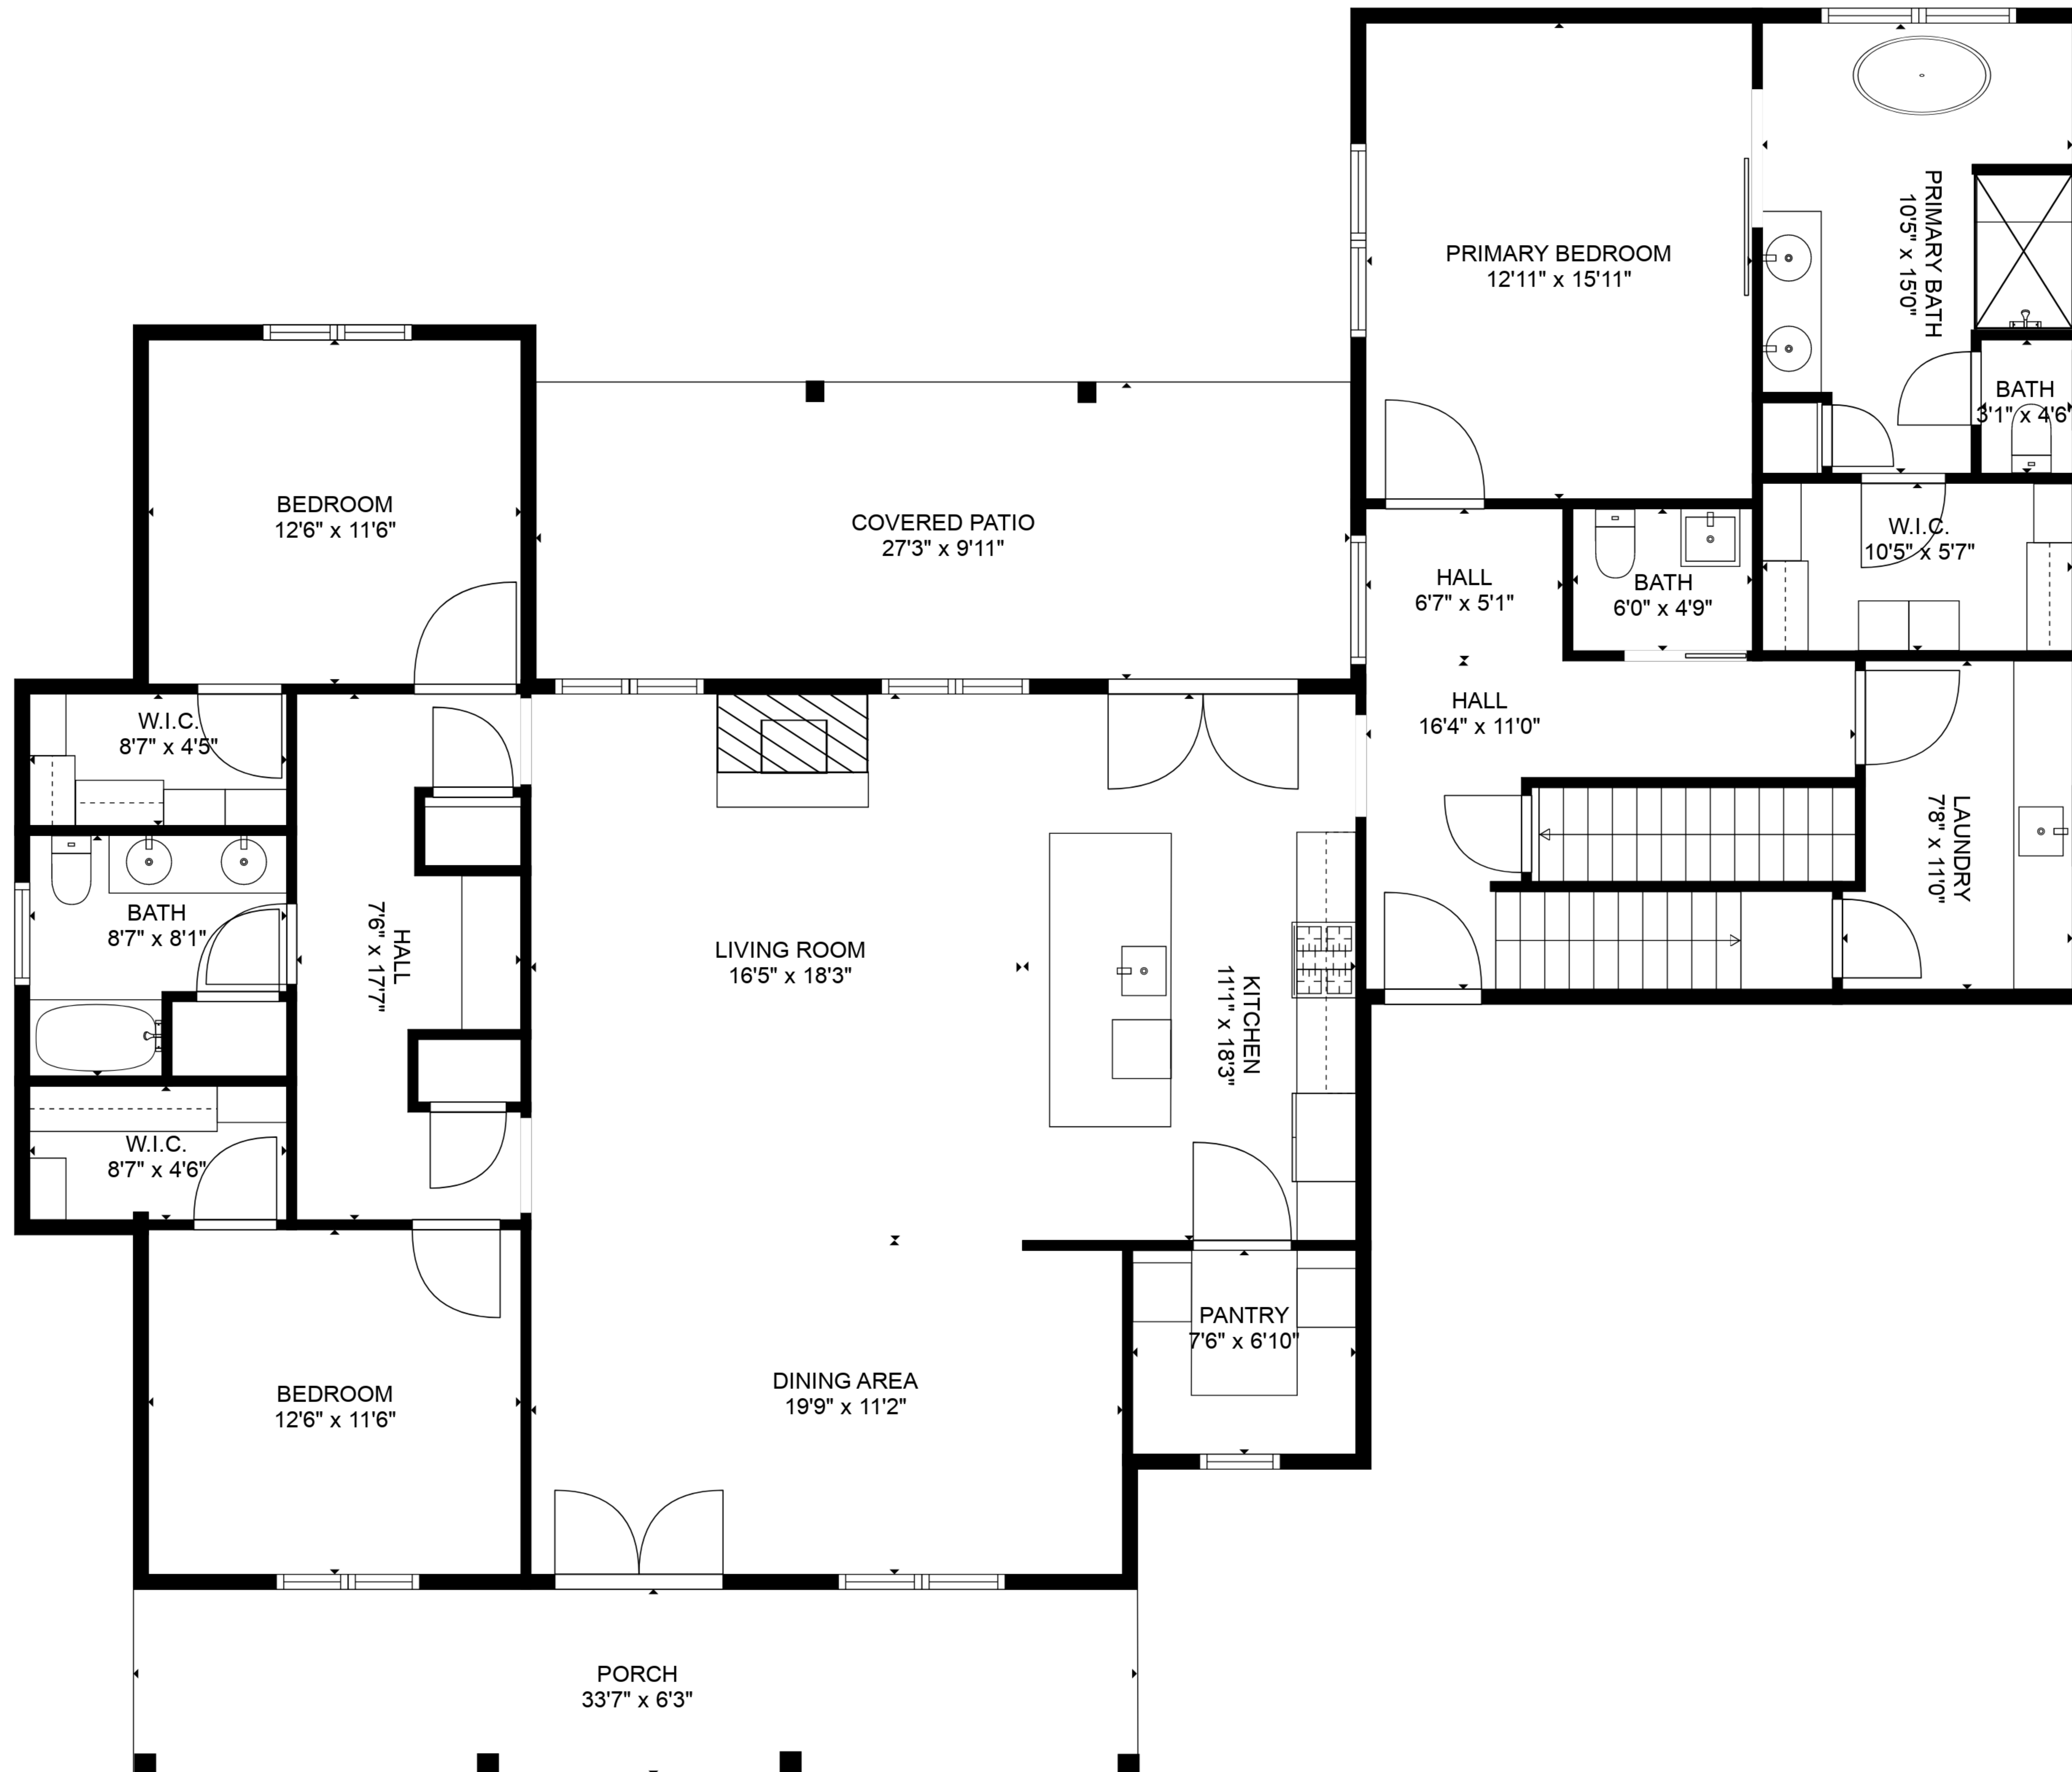 PRIMARY BEDROOM
12'11" x 15'11"
PRIMARY BATH
10'5" x 15'0"
BATH
3'1" x 4'6"
BEDROOM
12'6" x 11'6"
COVERED PATIO
27'3" x 9'11"
HALL
6'7" x 5'1"
BATH
6'0" x 4'9"
W.I.C.
10'5" x 5'7"
W.I.C.
8'7" x 4'5"
HALL
16'4" x 11'0"
LAUNDRY
7'8" x 11'0"
BATH
8'7" x 8'1"
HALL
7'6" x 17'7"
LIVING ROOM
16'5" x 18'3"
KITCHEN
11'1" x 18'3"
W.I.C.
8'7" x 4'6"
PANTRY
7'6" x 6'10"
BEDROOM
12'6" x 11'6"
DINING AREA
19'9" x 11'2"
PORCH
33'7" x 6'3"